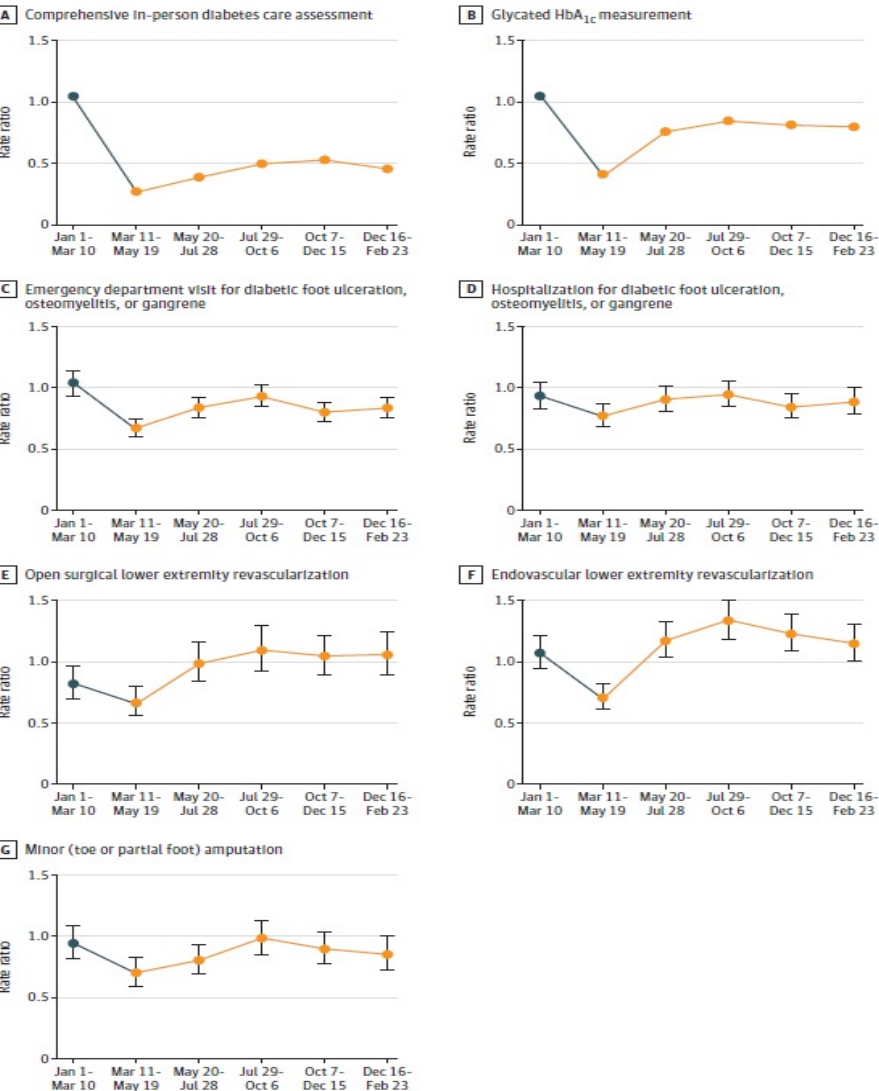 A Comprehensive in-person diabetes care assessment
1.5
1.0
0.5
0
Rate ratio
Jan 1- Mar 11- May 20- Jul 29- Oct 7- Dec 16-
Mar 10 May 19 Jul 28 Oct 6 Dec 15 Feb 23
B Glycated HbA1c measurement
1.5
1.0
0.5
0
Rate ratio
Jan 1- Mar 11- May 20- Jul 29- Oct 7- Dec 16-
Mar 10 May 19 Jul 28 Oct 6 Dec 15 Feb 23
C Emergency department visit for diabetic foot ulceration,
osteomyelitis, or gangrene
1.5
1.0
0.5
0
Rate ratio
Jan 1- Mar 11- May 20- Jul 29- Oct 7- Dec 16-
Mar 10 May 19 Jul 28 Oct 6 Dec 15 Feb 23
D Hospitalization for diabetic foot ulceration,
osteomyelitis, or gangrene
1.5
1.0
0.5
0
Rate ratio
Jan 1- Mar 11- May 20- Jul 29- Oct 7- Dec 16-
Mar 10 May 19 Jul 28 Oct 6 Dec 15 Feb 23
E Open surgical lower extremity revascularization
1.5
1.0
0.5
0
Rate ratio
Jan 1- Mar 11- May 20- Jul 29- Oct 7- Dec 16-
Mar 10 May 19 Jul 28 Oct 6 Dec 15 Feb 23
F Endovascular lower extremity revascularization
1.5
1.0
0.5
0
Rate ratio
Jan 1- Mar 11- May 20- Jul 29- Oct 7- Dec 16-
Mar 10 May 19 Jul 28 Oct 6 Dec 15 Feb 23
G Minor (toe or partial foot) amputation
1.5
1.0
0.5
0
Rate ratio
Jan 1- Mar 11- May 20- Jul 29- Oct 7- Dec 16-
Mar 10 May 19 Jul 28 Oct 6 Dec 15 Feb 23